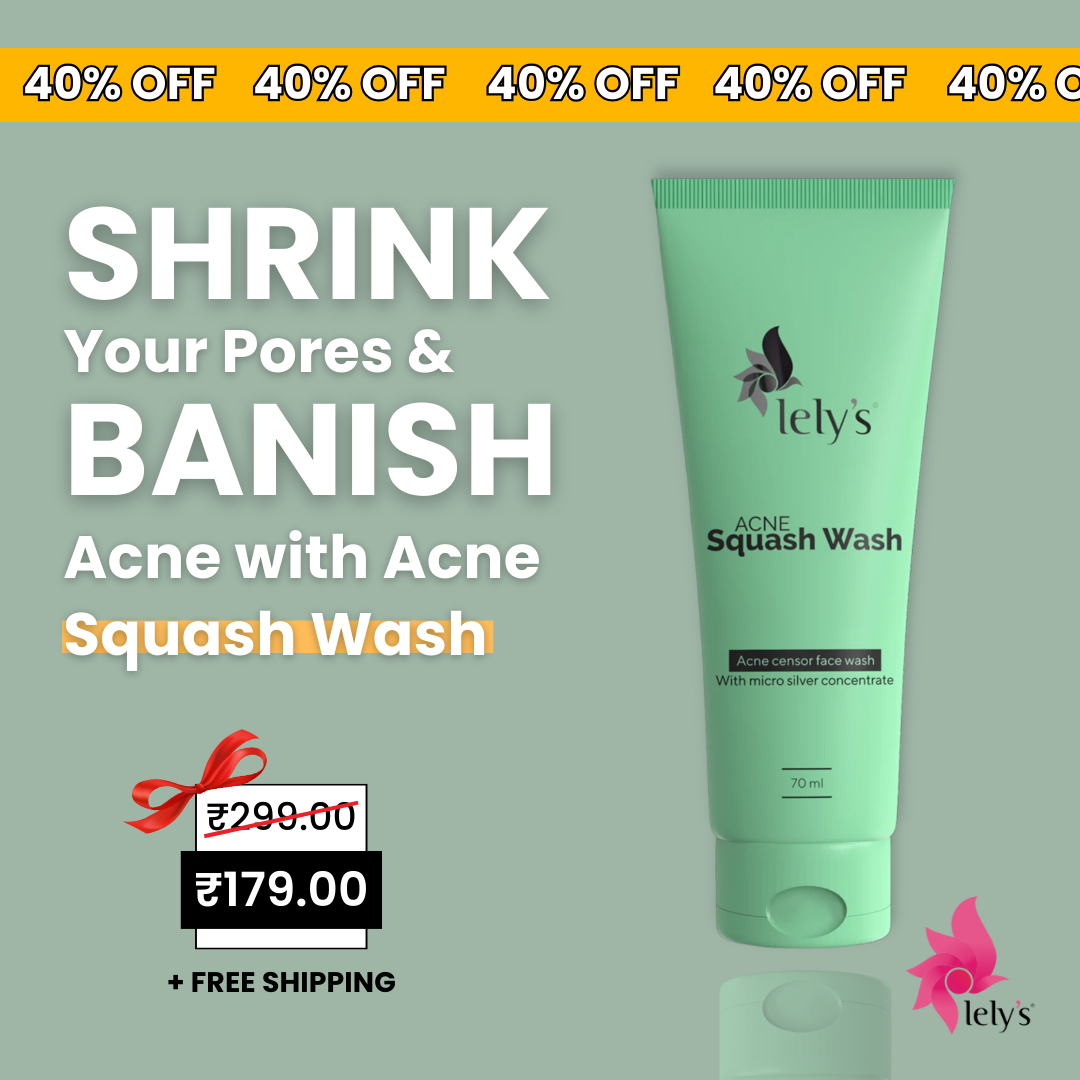 40% OFF 40% OFF 40% OFF 40% OFF 40% O
SHRINK
Your Pores &
BANISH
Acne with Acne
Squash Wash
₹299.00
₹179.00
+ FREE SHIPPING
lely's
ACNE
Squash Wash
Acne censor face wash
With micro silver concentrate
70 ml
lely's